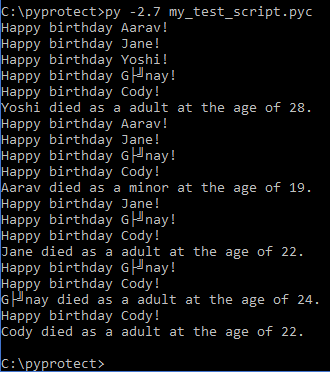 C:\pyprotect>py -2.7 my_test_script.pyc
Happy birthday Aarav!
Happy birthday Jane!
Happy birthday Yoshi!
Happy birthday G├╝nay!
Happy birthday Cody!
Yoshi died as a adult at the age of 28.
Happy birthday Aarav!
Happy birthday Jane!
Happy birthday G├╝nay!
Happy birthday Cody!
Aarav died as a minor at the age of 19.
Happy birthday Jane!
Happy birthday G├╝nay!
Happy birthday Cody!
Jane died as a adult at the age of 22.
Happy birthday G├╝nay!
Happy birthday Cody!
G├╝nay died as a adult at the age of 24.
Happy birthday Cody!
Cody died as a adult at the age of 22.
C:\pyprotect>